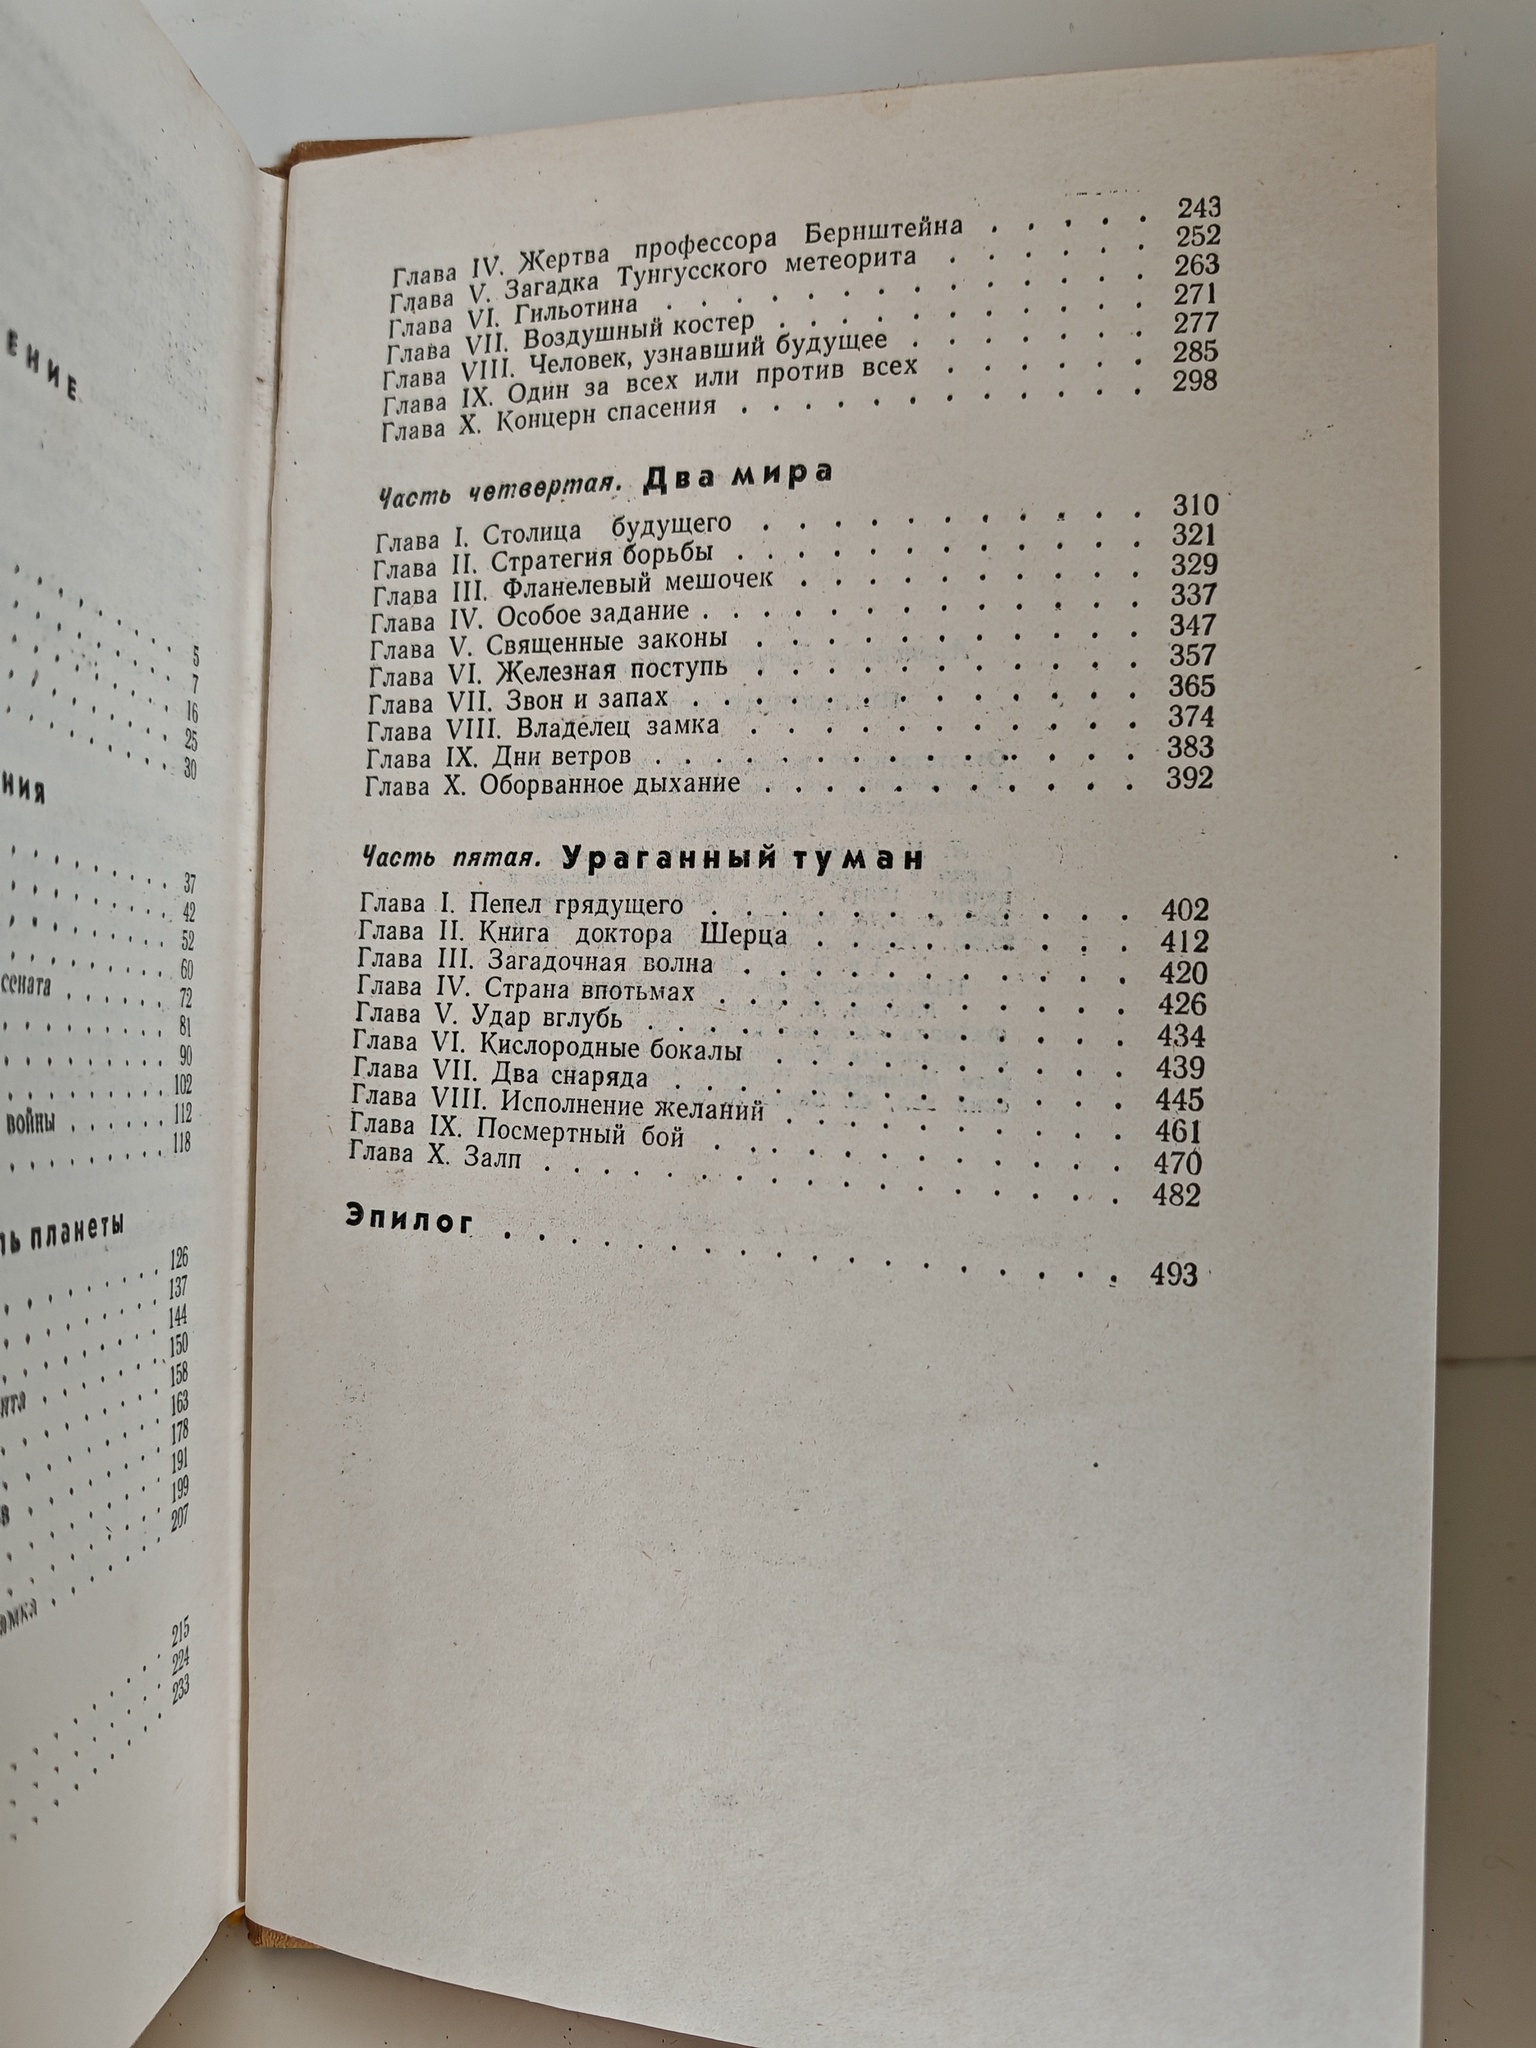 ЕНИЕ
5
7
16
25
30
НИЯ
37
42
52
60
сената 72
81
90
102
войны 112
118
планеты
126
137
144
150
158
163
178
191
199
207
215
224
233
Глава IV. Жертва профессора Бернштейна . . . . . 243
Глава V. Загадка Тунгусского метеорита . . . . . . 252
Глава VI. Гильотина . . . . . . . . . . . . 263
Глава VII. Воздушный костер . . . . . . . . . . 271
Глава VIII. Человек, узнавший будущее . . . . . . 277
Глава IX. Один за всех или против всех . . . . . . 285
Глава X. Концерн спасения . . . . . . . . . . 298
Часть четвертая. Два мира
Глава I. Столица будущего . . . . . . . . . . 310
Глава II. Стратегия борьбы . . . . . . . . . . 321
Глава III. Фланелевый мешочек . . . . . . . . . 329
Глава IV. Особое задание . . . . . . . . . . . 337
Глава V. Священные законы . . . . . . . . . . 347
Глава VI. Железная поступь . . . . . . . . . . 357
Глава VII. Звон и запах . . . . . . . . . . . 365
Глава VIII. Владелец замка . . . . . . . . . . 374
Глава IX. Дни ветров . . . . . . . . . . . . 383
Глава X. Оборванное дыхание . . . . . . . . . . 392
Часть пятая. Ураганный туман
Глава I. Пепел грядущего . . . . . . . . . . . 402
Глава II. Книга доктора Шерца . . . . . . . . . 412
Глава III. Загадочная волна . . . . . . . . . . 420
Глава IV. Страна впотьмах . . . . . . . . . . . 426
Глава V. Удар вглубь . . . . . . . . . . . . 434
Глава VI. Кислородные бокалы . . . . . . . . . 439
Глава VII. Два снаряда . . . . . . . . . . . . 445
Глава VIII. Исполнение желаний . . . . . . . . . 461
Глава IX. Посмертный бой . . . . . . . . . . . 470
Глава X. Залп . . . . . . . . . . . . . . . 482
Эпилог . . . . . . . . . . . . . . . . 493